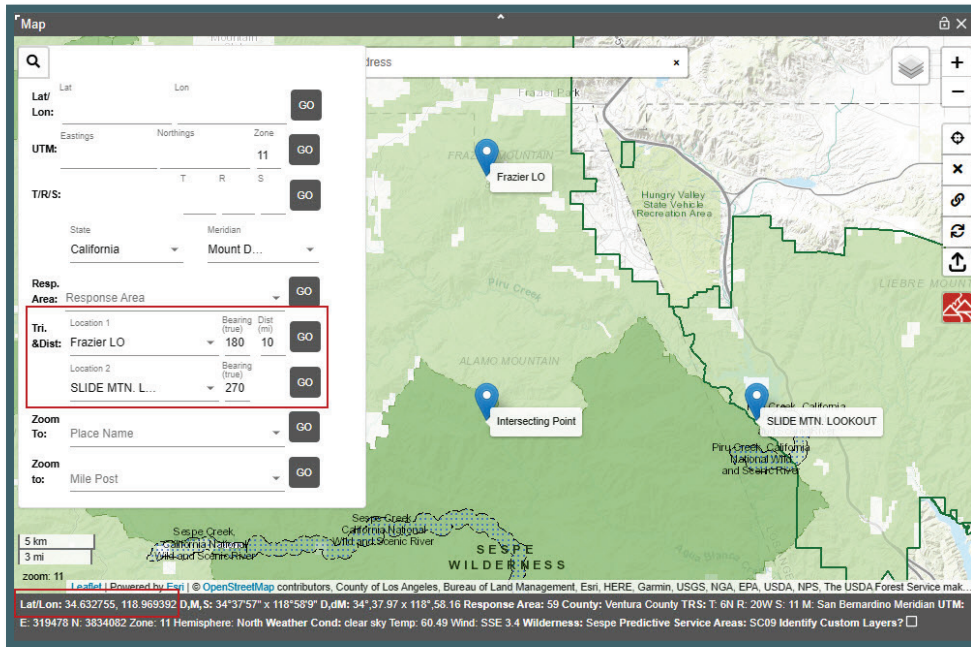 Map
dress
×
Lat/
Lon:
Lat
Lon
GO
UTM:
Eastings
Northings
Zone
11
GO
T/R/S:
T R S
GO
State
California
Meridian
Mount D...
Resp.
Area:
Response Area
GO
Tri.
&Dist:
Location 1
Frazier LO
Bearing
(true)
180
Dist
(mi)
10
GO
Location 2
SLIDE MTN. L...
Bearing
(true)
270
GO
Zoom
To:
Place Name
GO
Zoom
to:
Mile Post
GO
Frazier Park
Frazier LO
Hungry Valley
State Vehicle
Recreation Area
Piru Creek
LIEBRE MOUNT
ALAMO MOUNTAIN
Intersecting Point
SLIDE MTN. LOOKOUT
Piru Creek, California
National Wild
and Scenic River
Sespe Creek,
California National
Wild and Scenic River
Sespe Creek,
California National
Wild and Scenic River
SESPE
WILDERNESS
Agua Blanca
+
−
5 km
3 mi
zoom: 11
Leaflet | Powered by Esri | © OpenStreetMap contributors, County of Los Angeles, Bureau of Land Management, Esri, HERE, Garmin, USGS, NGA, EPA, USDA, NPS, The USDA Forest Service mak...
Lat/Lon: 34.632755, 118.969392 D,M,S: 34°37'57" x 118°58'9" D,dM: 34°,37.97 x 118°,58.16 Response Area: 59 County: Ventura County TRS: T: 6N R: 20W S: 11 M: San Bernardino Meridian UTM:
E: 319478 N: 3834082 Zone: 11 Hemisphere: North Weather Cond: clear sky Temp: 60.49 Wind: SSE 3.4 Wilderness: Sespe Predictive Service Areas: SC09 Identify Custom Layers?